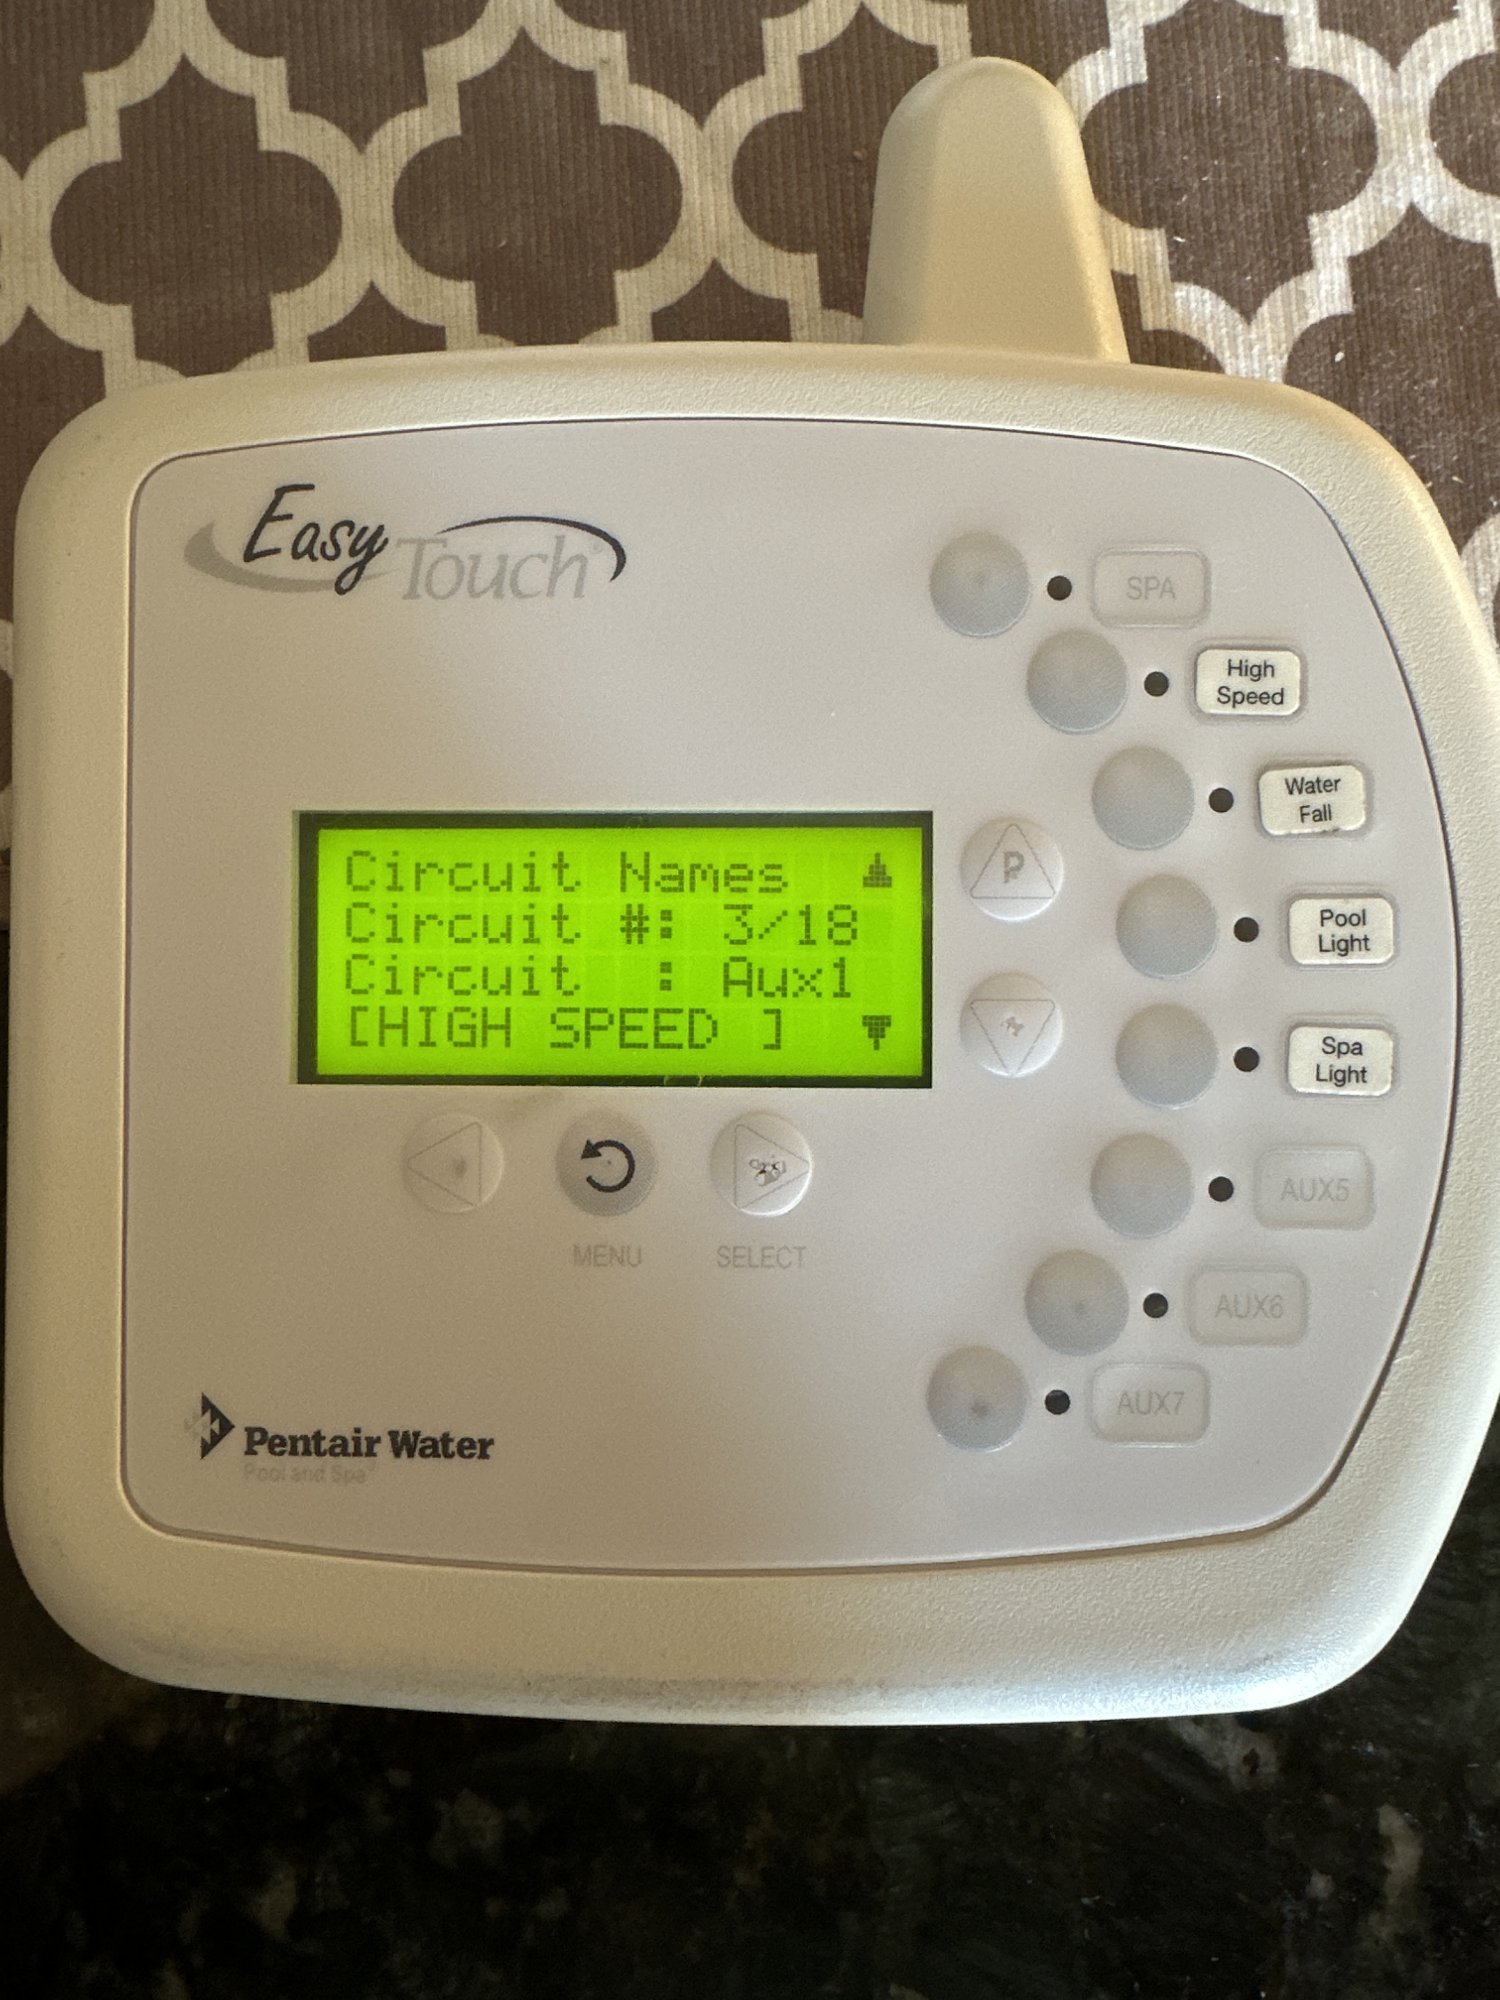 Easy Touch
SPA
High
Speed
Water
Fall
Circuit Names
Circuit #: 3/18
Circuit : Aux1
[HIGH SPEED ]
P
Pool
Light
Spa
Light
MENU
SELECT
AUX5
AUX6
AUX7
Pentair Water
Pool and Spa